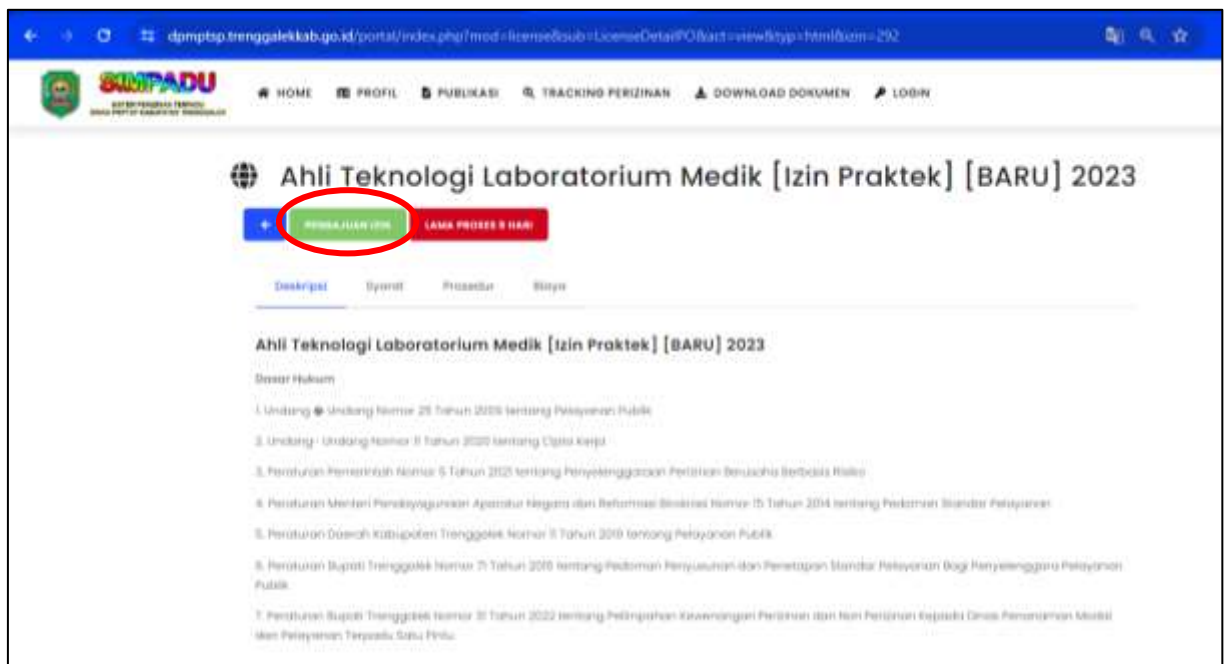 dpmptsp.trenggalekkab.go.id/portal/index.php?mod=license&sub=LicenseDetailPO&act=view&typ=html&izin=292
SIMPADU
HOME PROFIL PUBLIKASI TRACKING PERIZINAN DOWNLOAD DOKUMEN LOGIN
Ahli Teknologi Laboratorium Medik [Izin Praktek] [BARU] 2023
PENGAJUAN IZIN LAMA PROSES 5 HARI
Deskripsi Syarat Prosedur Biaya
Ahli Teknologi Laboratorium Medik [Izin Praktek] [BARU] 2023
Dasar Hukum
1. Undang � Undang Nomor 25 Tahun 2009 tentang Pelayanan Publik
2. Undang- Undang Nomor 11 Tahun 2020 tentang Cipta Kerja
3. Peraturan Pemerintah Nomor 5 Tahun 2021 tentang Penyelenggaraan Perizinan Berusaha Berbasis Risiko
4. Peraturan Menteri Pendayagunaan Aparatur Negara dan Reformasi Birokrasi Nomor 15 Tahun 2014 tentang Pedoman Standar Pelayanan
5. Peraturan Daerah Kabupaten Trenggalek Nomor 11 Tahun tentang Pelayanan Publik
6. Peraturan Bupati Trenggalek Nomor 71 Tahun tentang Pedoman Penyusunan dan Penetapan Standar Pelayanan Bagi Penyelenggara Pelayanan
Publik
7. Peraturan Bupati Trenggalek Nomor 31 Tahun 2022 tentang Pelimpahan Kewenangan Perizinan dan Non Perizinan Kepada Dinas Penanaman Modal
dan Pelayanan Terpadu Satu Pintu